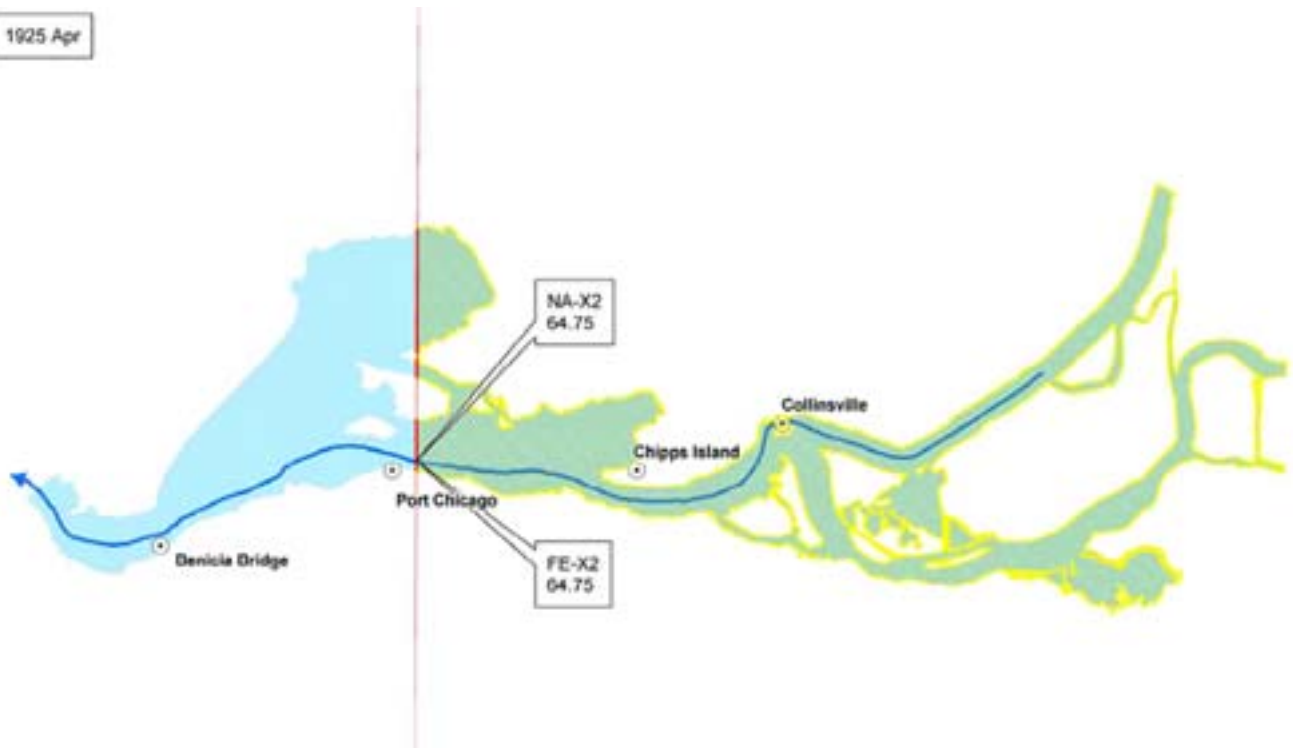 1925 Apr
NA-X2
64.75
Collinsville
Chipps Island
Port Chicago
Benicia Bridge
FE-X2
64.75